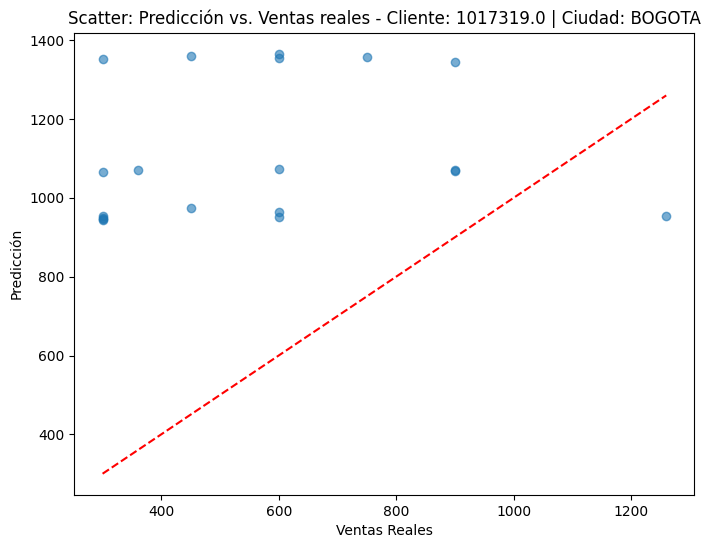 Scatter: Predicción vs. Ventas reales - Cliente: 1017319.0 | Ciudad: BOGOTA
1400
1200
1000
800
600
400
Predicción
400 600 800 1000 1200
Ventas Reales